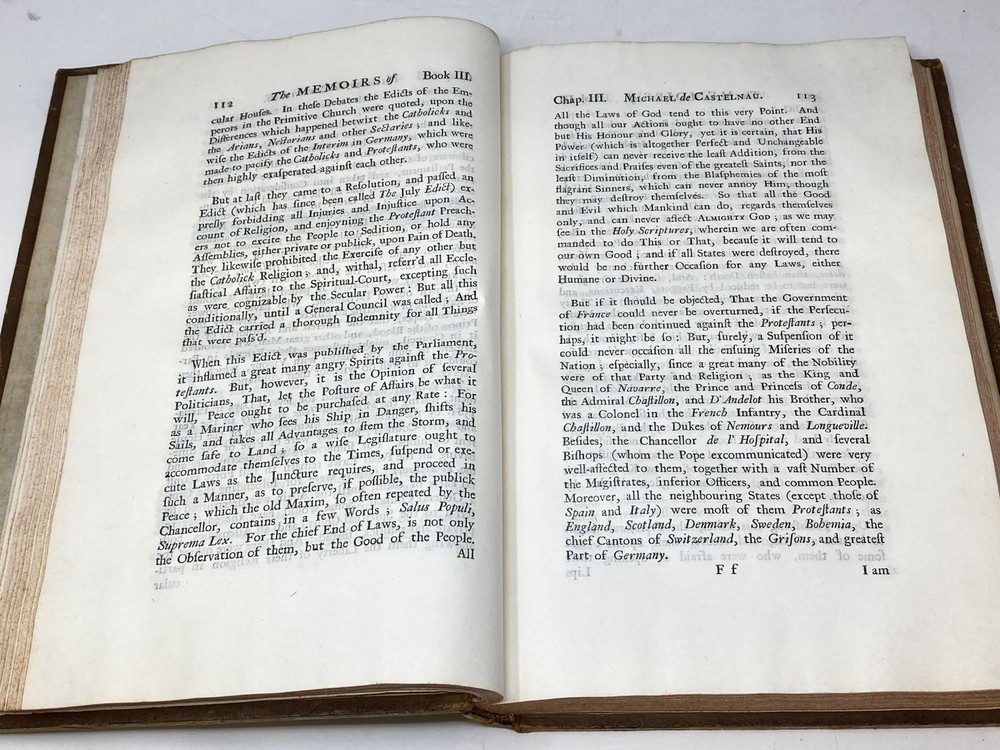 112 The MEMOIRS of Book III.
cular Houses. In theſe Debates the Edicts of the Em-
perors in the Primitive Church were quoted, upon the
Differences which happened betwixt the Catholicks and
the Arians, Neſtorians and other Sectaries; and like-
wiſe the Edicts of the Interim in Germany, which were
made to pacify the Catholicks and Proteſtants, who were
then highly exaſperated againſt each other.
But at laſt they came to a Reſolution, and paſſed an
Edict (which has ſince been called The July Edict) ex-
preſly forbidding all Injuries and Injuſtice upon Ac-
count of Religion, and enjoyning the Proteſtant Preach-
ers not to excite the People to Sedition, or hold any
Aſſemblies, either private or publick, upon Pain of Death.
They likewiſe prohibited the Exerciſe of any other but
the Catholick Religion; and, withal, referr'd all Eccle-
ſiaſtical Affairs to the Spiritual-Court, excepting ſuch
as were cognizable by the Secular Power: But all this
conditionally, until a General Council was called; And
the Edict carried a thorough Indemnity for all Things
that were paſs'd.
When this Edict was publiſhed by the Parliament,
it inflamed a great many angry Spirits againſt the Pro-
teſtants. But, however, it is the Opinion of ſeveral
Politicians, That, let the Poſture of Affairs be what it
will, Peace ought to be purchaſed at any Rate: For
as a Mariner who ſees his Ship in Danger, ſhifts his
Sails, and takes all Advantages to ſtem the Storm, and
come ſafe to Land; ſo a wiſe Legiſlature ought to
accommodate themſelves to the Times, ſuſpend or exe-
cute Laws as the Juncture requires, and proceed in
ſuch a Manner, as to preſerve, if poſſible, the publick
Peace; which the old Maxim, ſo often repeated by the
Chancellor, contains in a few Words; Salus Populi,
Suprema Lex. For the chief End of Laws, is not only
the Obſervation of them, but the Good of the People.
All
Chap. III. MICHAEL de CASTELNAU. 113
All the Laws of God tend to this very Point. And
though all our Actions ought to have no other End
but His Honour and Glory, yet it is certain, that His
Power (which is altogether Perfect and Unchangeable
in itſelf) can never receive the leaſt Addition, from the
Sacrifices and Praiſes even of the greateſt Saints, nor the
leaſt Diminution, from the Blaſphemies of the moſt
flagrant Sinners, which can never annoy Him, though
they may deſtroy themſelves. So that all the Good
and Evil which Mankind can do, regards themſelves
only, and can never affect ALMIGHTY GOD; as we may
ſee in the Holy Scriptures, wherein we are often com-
manded to do This or That, becauſe it will tend to
our own Good; and if all States were deſtroyed, there
would be no further Occaſion for any Laws, either
Humane or Divine.
But if it ſhould be objected, That the Government
of France could never be overturned, if the Perſecu-
tion had been continued againſt the Proteſtants; per-
haps, it might be ſo: But, ſurely, a Suſpenſion of it
could never occaſion all the enſuing Miſeries of the
Nation; eſpecially, ſince a great many of the Nobility
were of that Party and Religion; as the King and
Queen of Navarre, the Prince and Princeſs of Conde,
the Admiral Chaſtillon, and D'Andelot his Brother, who
was a Colonel in the French Infantry, the Cardinal
Chaſtillon, and the Dukes of Nemours and Longueville.
Beſides, the Chancellor de l'Hoſpital, and ſeveral
Biſhops (whom the Pope excommunicated) were very
well-affected to them, together with a vaſt Number of
the Magiſtrates, inferior Officers, and common People.
Moreover, all the neighbouring States (except thoſe of
Spain and Italy) were moſt of them Proteſtants; as
England, Scotland, Denmark, Sweden, Bohemia, the
chief Cantons of Switzerland, the Griſons, and greateſt
Part of Germany.
F f I am